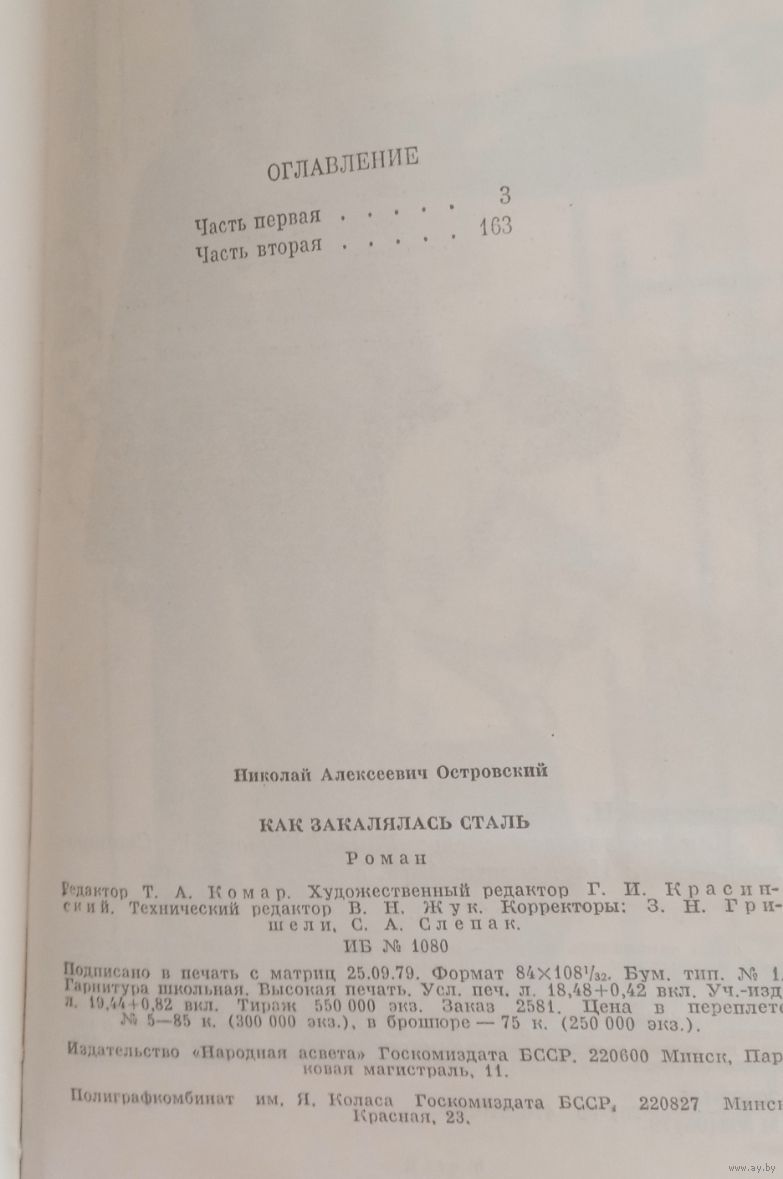 ОГЛАВЛЕНИЕ
Часть первая . . . . . 3
Часть вторая . . . . . 163
Николай Алексеевич Островский
КАК ЗАКАЛЯЛАСЬ СТАЛЬ
Роман
Редактор Т. А. Комар. Художественный редактор Г. И. Красин-
ский. Технический редактор В. Н. Жук. Корректоры: З. Н. Гри-
шели, С. А. Слепак.
ИБ № 1080
Подписано в печать с матриц 25.09.79. Формат 84×108¹/₃₂. Бум. тип. № 1.
Гарнитура школьная. Высокая печать. Усл. печ. л. 18,48+0,42 вкл. Уч.-изд.
л. 19,44+0,82 вкл. Тираж 550 000 экз. Заказ 2581. Цена в переплете
№ 5—85 к. (300 000 экз.), в брошюре — 75 к. (250 000 экз.).
Издательство «Народная асвета» Госкомиздата БССР. 220600 Минск, Пар-
ковая магистраль, 11.
Полиграфкомбинат им. Я. Коласа Госкомиздата БССР, 220827 Минск
Красная, 23.
www.ay.by